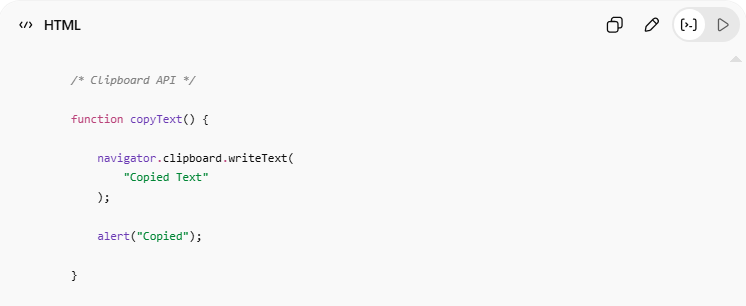 HTML
/* Clipboard API */
function copyText() {
navigator.clipboard.writeText(
"Copied Text"
);
alert("Copied");
}